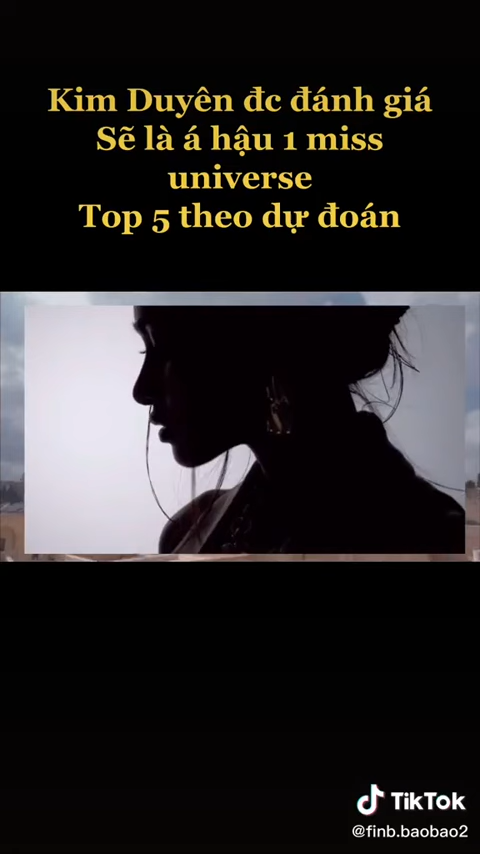 Kim Duyên đc đánh giá
Sẽ là á hậu 1 miss
universe
Top 5 theo dự đoán
TikTok
@finb.baobao2